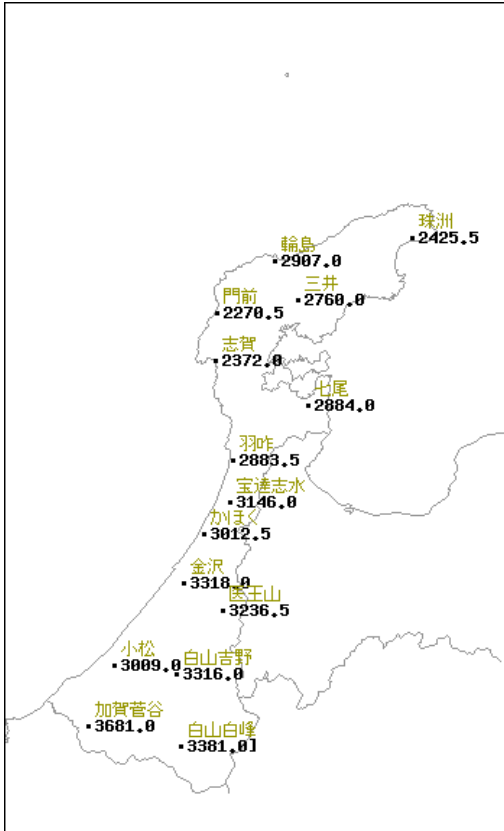 珠洲
2425.5
輪島
2907.0
三井
2760.0
門前
2270.5
志賀
2372.0
七尾
2884.0
羽咋
2883.5
宝達志水
3146.0
かほく
3012.5
金沢
3318.0
医王山
3236.5
小松
3009.0
白山吉野
3316.0
加賀菅谷
3681.0
白山白峰
3381.0]